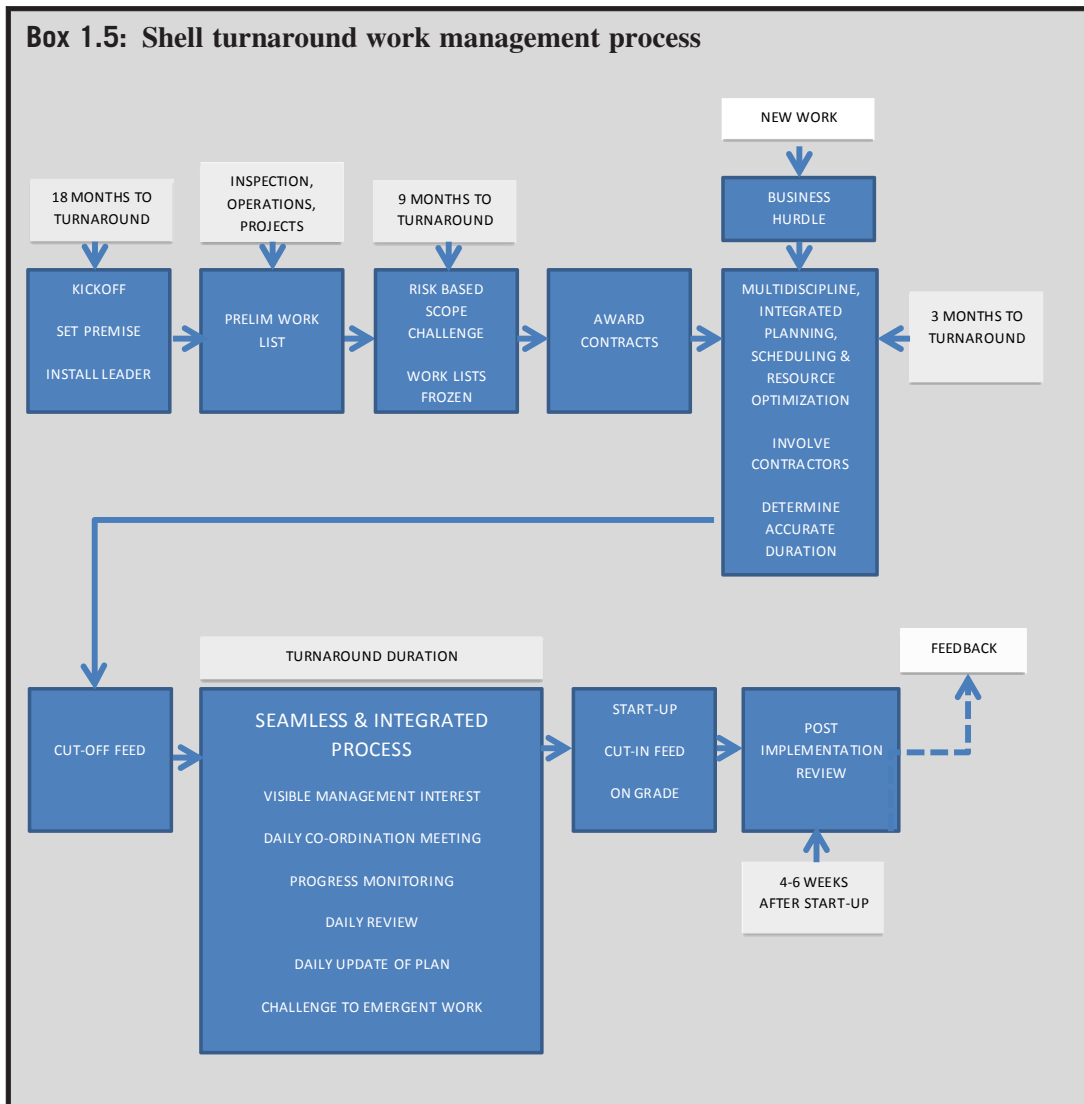 Box 1.5: Shell turnaround work management process
NEW WORK
18 MONTHS TO
TURNAROUND
INSPECTION,
OPERATIONS,
PROJECTS
9 MONTHS TO
TURNAROUND
BUSINESS
HURDLE
KICKOFF
SET PREMISE
INSTALL LEADER
PRELIM WORK
LIST
RISK BASED
SCOPE
CHALLENGE
WORK LISTS
FROZEN
AWARD
CONTRACTS
MULTIDISCIPLINE,
INTEGRATED
PLANNING,
SCHEDULING &
RESOURCE
OPTIMIZATION
INVOLVE
CONTRACTORS
DETERMINE
ACCURATE
DURATION
3 MONTHS TO
TURNAROUND
CUT-OFF FEED
TURNAROUND DURATION
SEAMLESS & INTEGRATED
PROCESS
VISIBLE MANAGEMENT INTEREST
DAILY CO-ORDINATION MEETING
PROGRESS MONITORING
DAILY REVIEW
DAILY UPDATE OF PLAN
CHALLENGE TO EMERGENT WORK
START-UP
CUT-IN FEED
ON GRADE
POST
IMPLEMENTATION
REVIEW
FEEDBACK
4-6 WEEKS
AFTER START-UP